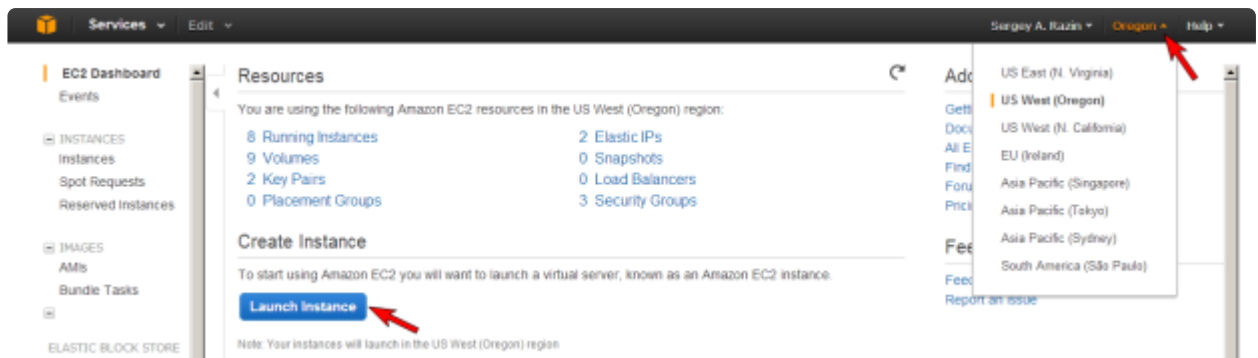 Services Edit Sergey A. Razin Oregon Help
EC2 Dashboard
Events
INSTANCES
Instances
Spot Requests
Reserved Instances
IMAGES
AMIs
Bundle Tasks
ELASTIC BLOCK STORE
Resources
You are using the following Amazon EC2 resources in the US West (Oregon) region:
8 Running Instances 2 Elastic IPs
9 Volumes 0 Snapshots
2 Key Pairs 0 Load Balancers
0 Placement Groups 3 Security Groups
Create Instance
To start using Amazon EC2 you will want to launch a virtual server, known as an Amazon EC2 instance.
Launch Instance
Note: Your instances will launch in the US West (Oregon) region
US East (N. Virginia)
US West (Oregon)
US West (N. California)
EU (Ireland)
Asia Pacific (Singapore)
Asia Pacific (Tokyo)
Asia Pacific (Sydney)
South America (São Paulo)
All E
Find
Report an issue